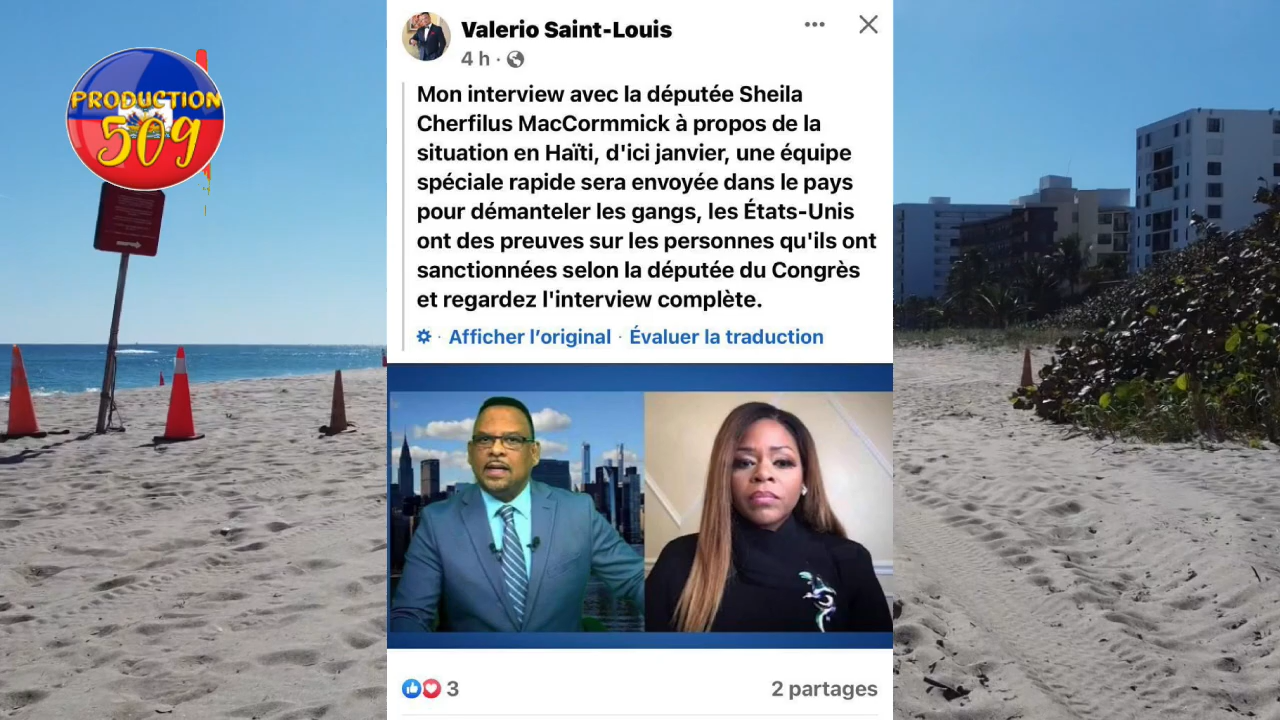 PRODUCTION
509
Valerio Saint-Louis
4 h ·
Mon interview avec la députée Sheila
Cherfilus MacCormmick à propos de la
situation en Haïti, d'ici janvier, une équipe
spéciale rapide sera envoyée dans le pays
pour démanteler les gangs, les États-Unis
ont des preuves sur les personnes qu'ils ont
sanctionnées selon la députée du Congrès
et regardez l'interview complète.
· Afficher l’original · Évaluer la traduction
3
2 partages